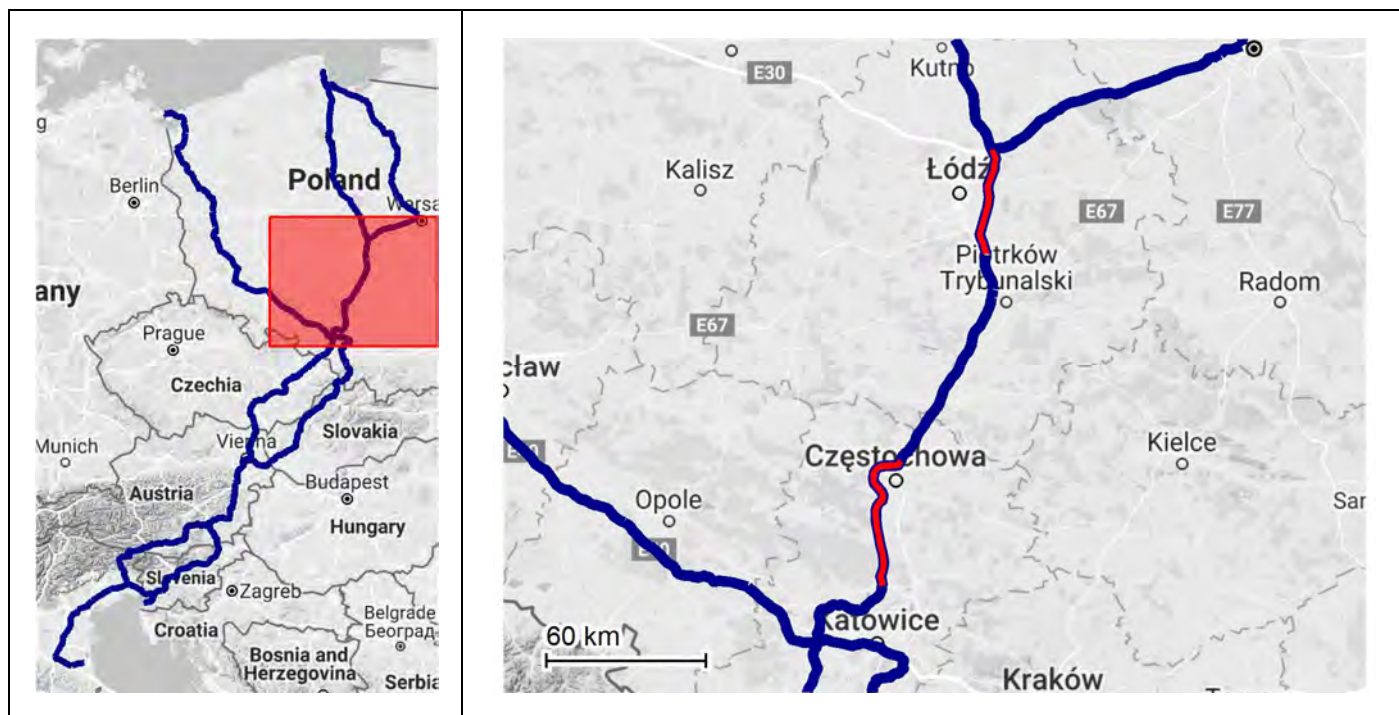 g
Berlin
Poland
Warsa
any
Prague
Czechia
Munich
Vienna
Slovakia
Austria
Budapest
Hungary
Slovenia
Zagreb
Croatia
Belgrade
Београд
Bosnia and
Herzegovina
Serbia
Kutno
E30
Kalisz
Łódź
E67
E77
Piotrków
Trybunalski
Radom
E67
cław
Częstochowa
Kielce
Opole
San
Katowice
60 km
Kraków